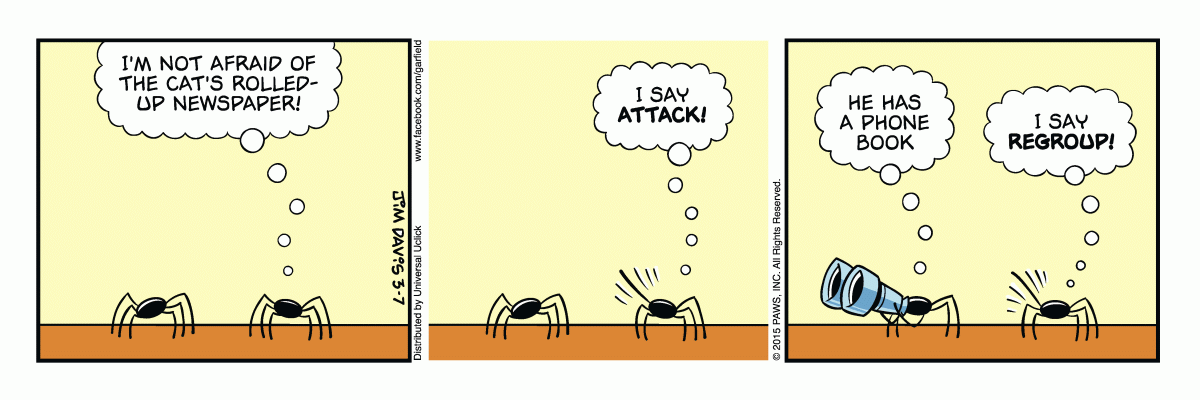 I'M NOT AFRAID OF
THE CAT'S ROLLED-
UP NEWSPAPER!
JIM DAVIS 3-7
www.facebook.com/garfield
Distributed by Universal Uclick
I SAY
ATTACK!
© 2015 PAWS, INC. All Rights Reserved.
HE HAS
A PHONE
BOOK
I SAY
REGROUP!